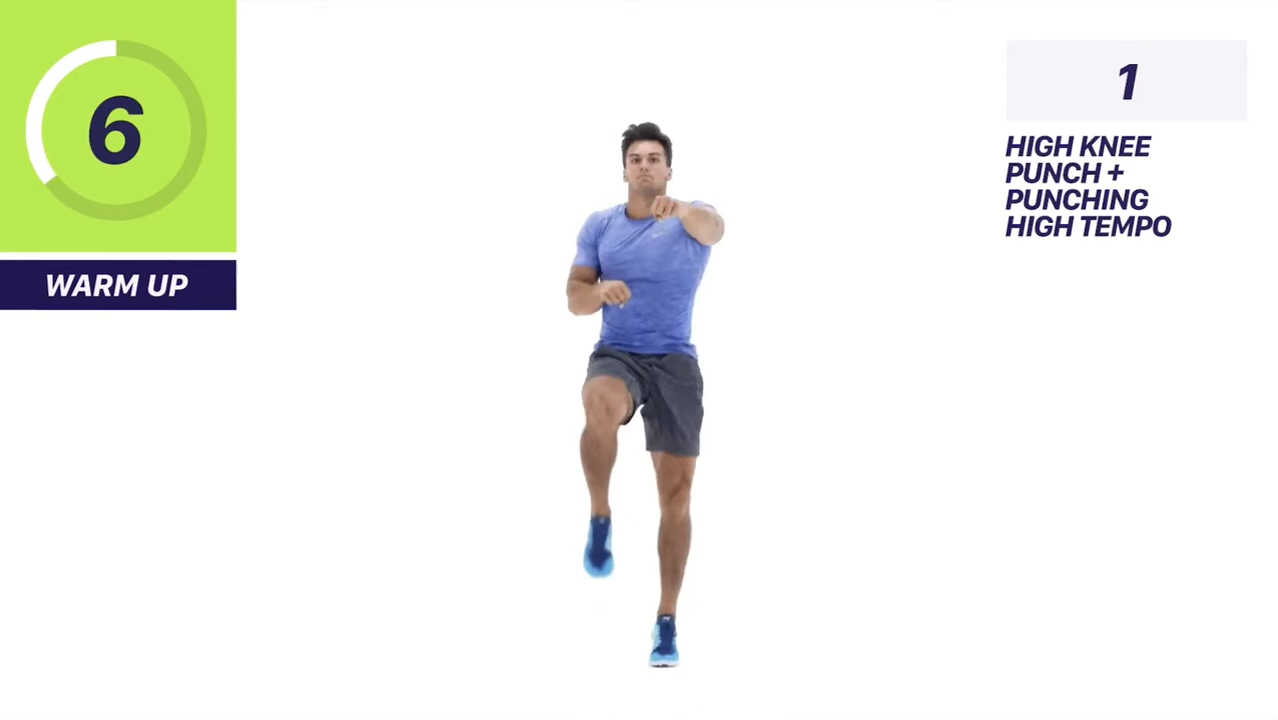 6
WARM UP
1
HIGH KNEE
PUNCH +
PUNCHING
HIGH TEMPO